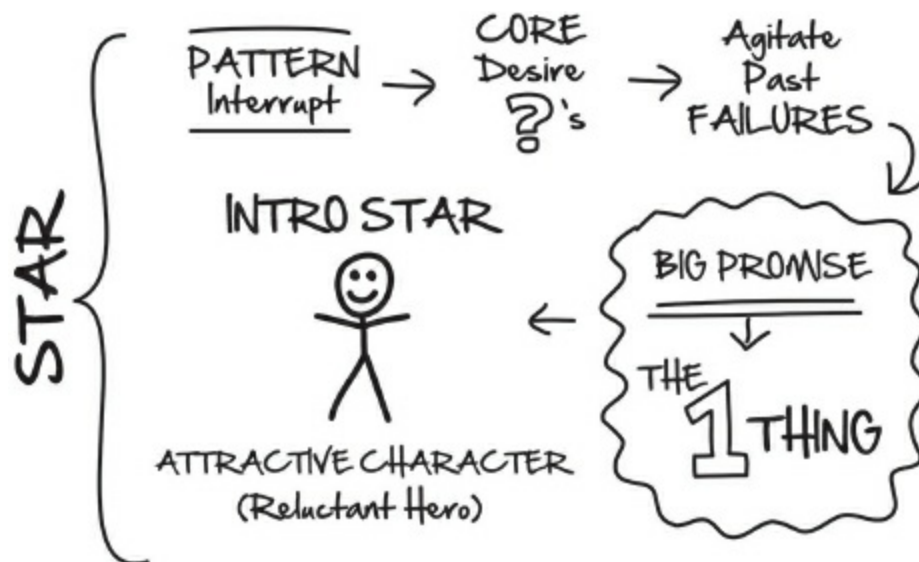 STAR
PATTERN
Interrupt
CORE
Desire
?'s
Agitate
Past
FAILURES
BIG PROMISE
THE
1 THING
INTRO STAR
ATTRACTIVE CHARACTER
(Reluctant Hero)